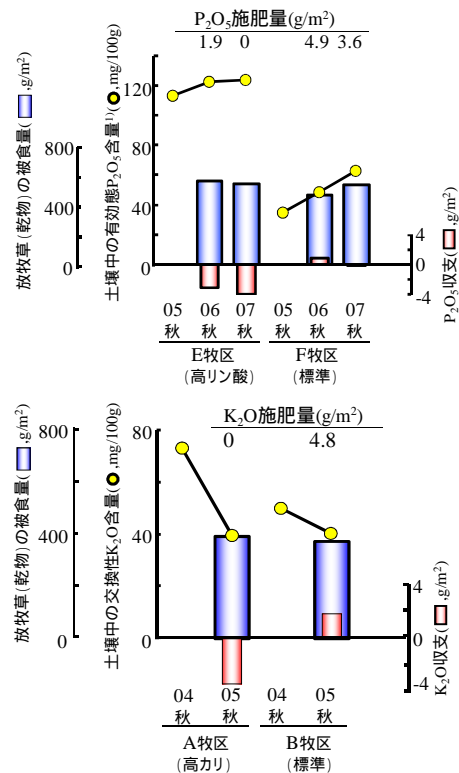 P₂O₅施肥量(g/m²)
1.9 0 4.9 3.6
放牧草(乾物)の被食量( ,g/m²)
800
400
0
土壌中の有効態P₂O₅含量¹⁾( ,mg/100g)
120
80
40
0
P₂O₅収支( ,g/m²)
4
0
-4
05 06 07 05 06 07
秋 秋 秋 秋 秋 秋
E牧区 F牧区
(高リン酸) (標準)
K₂O施肥量(g/m²)
0 4.8
放牧草(乾物)の被食量( ,g/m²)
800
400
0
土壌中の交換性K₂O含量( ,mg/100g)
80
40
0
K₂O収支( ,g/m²)
4
0
-4
04 05 04 05
秋 秋 秋 秋
A牧区 B牧区
(高カリ) (標準)